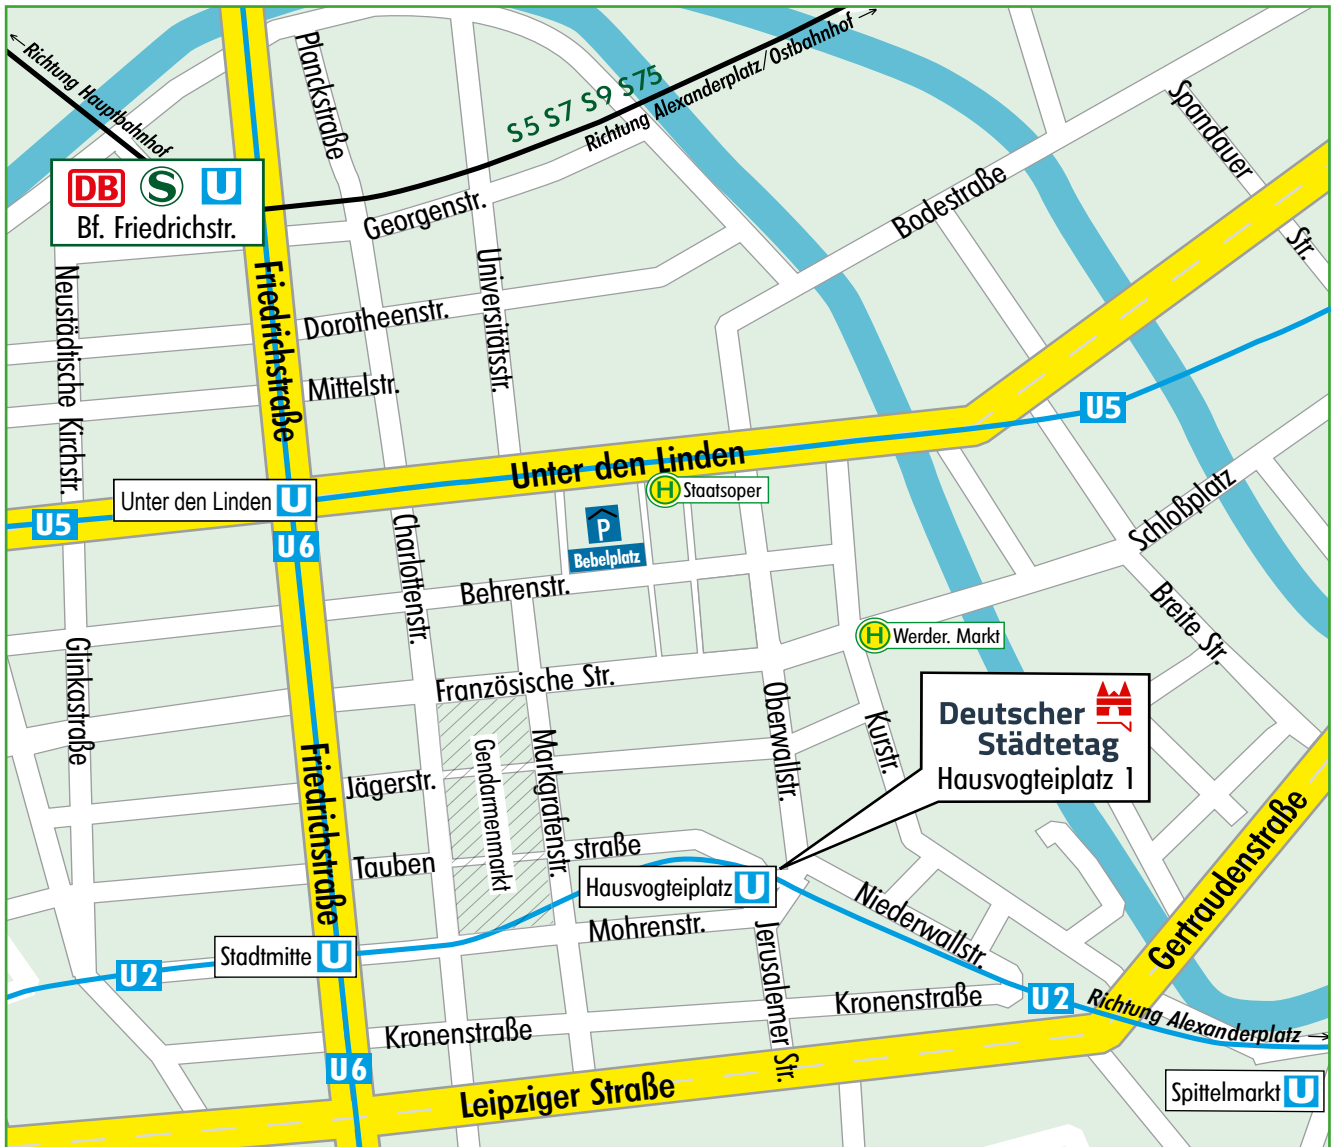 ←Richtung Hauptbahnhof
Planckstraße
S5 S7 S9 S75
Richtung Alexanderplatz/Ostbahnhof →
Spandauer
Str.
DB S U
Bf. Friedrichstr.
Georgenstr.
Bodestraße
Neustädtische Kirchstr.
Friedrichstraße
Universitätsstr.
Dorotheenstr.
Mittelstr.
U5
Unter den Linden
H Staatsoper
Unter den Linden U
U5
U6
Charlottenstr.
P
Bebelplatz
Schloßplatz
Behrenstr.
Breite Str.
H Werder. Markt
Glinkastraße
Französische Str.
Oberwallstr.
Kurstr.
Deutscher
Städtetag
Hausvogteiplatz 1
Friedrichstraße
Jägerstr.
Gendarmenmarkt
Markgrafenstr.
Gertraudenstraße
Tauben
straße
Hausvogteiplatz U
Niederwallstr.
Mohrenstr.
Jerusalemer Str.
Stadtmitte U
U2
Kronenstraße
Kronenstraße
U2
Richtung Alexanderplatz →
U6
Leipziger Straße
Spittelmarkt U